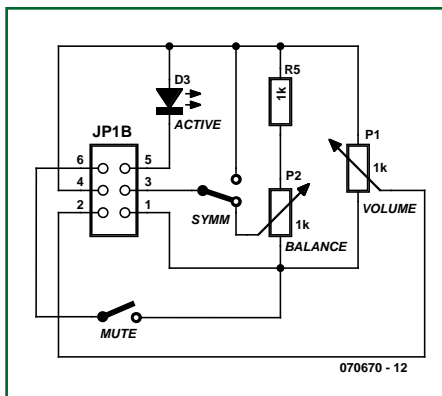 D3
R5
1k
ACTIVE
JP1B
P1
1k
VOLUME
6 5
4 3
2 1
P2
1k
SYMM
BALANCE
MUTE
070670 - 12